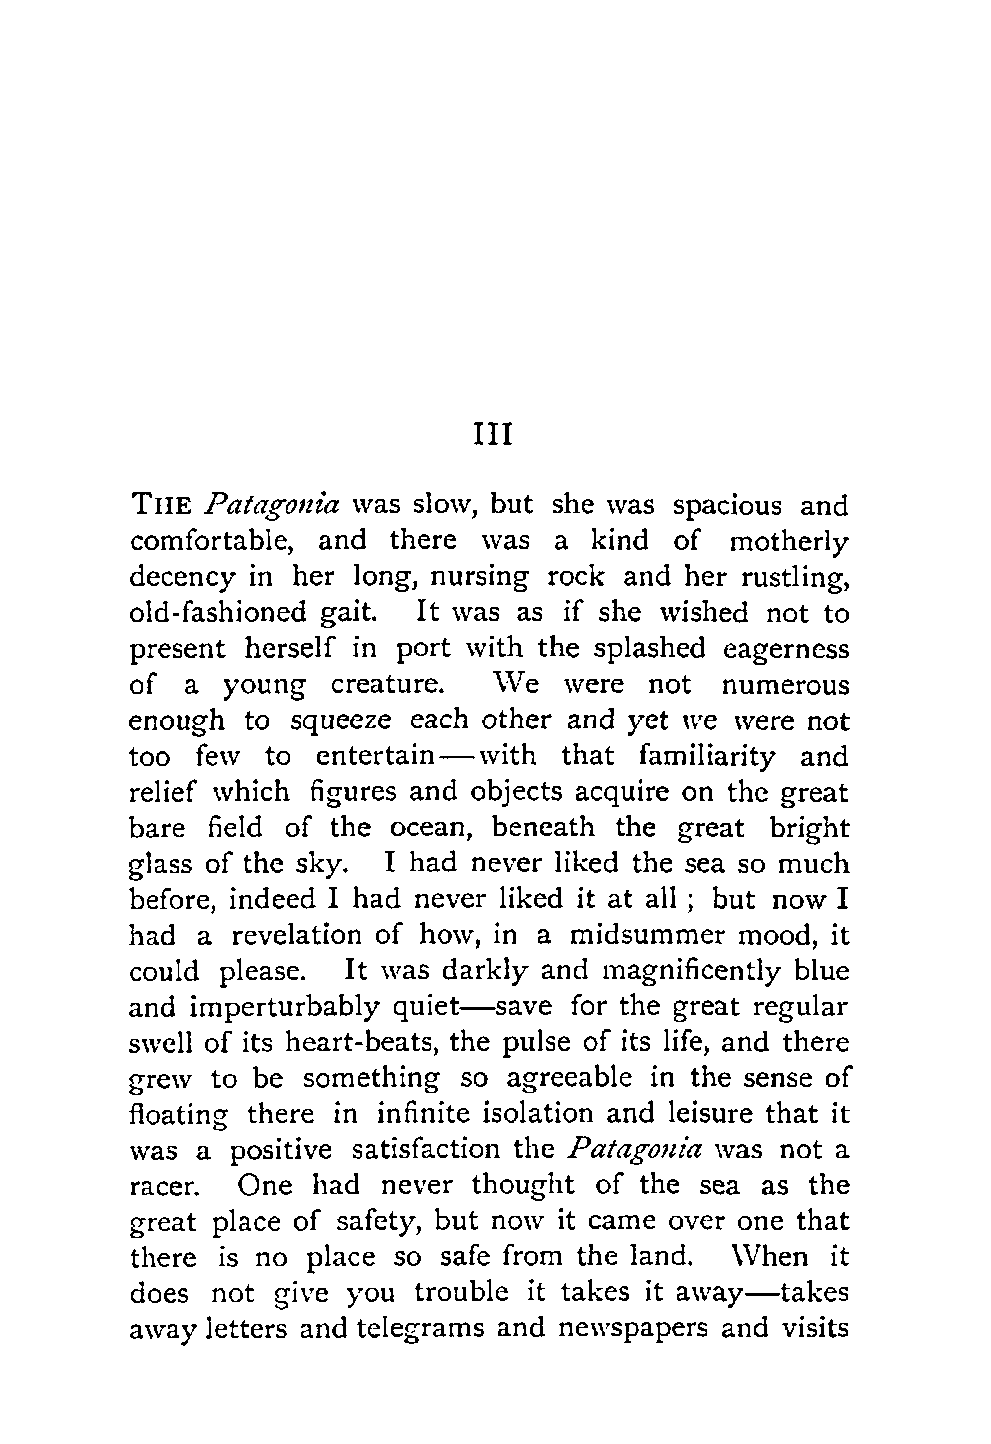 III
THE Patagonia was slow, but she was spacious and
comfortable, and there was a kind of motherly
decency in her long, nursing rock and her rustling,
old-fashioned gait. It was as if she wished not to
present herself in port with the splashed eagerness
of a young creature. We were not numerous
enough to squeeze each other and yet we were not
too few to entertain—with that familiarity and
relief which figures and objects acquire on the great
bare field of the ocean, beneath the great bright
glass of the sky. I had never liked the sea so much
before, indeed I had never liked it at all ; but now I
had a revelation of how, in a midsummer mood, it
could please. It was darkly and magnificently blue
and imperturbably quiet—save for the great regular
swell of its heart-beats, the pulse of its life, and there
grew to be something so agreeable in the sense of
floating there in infinite isolation and leisure that it
was a positive satisfaction the Patagonia was not a
racer. One had never thought of the sea as the
great place of safety, but now it came over one that
there is no place so safe from the land. When it
does not give you trouble it takes it away—takes
away letters and telegrams and newspapers and visits